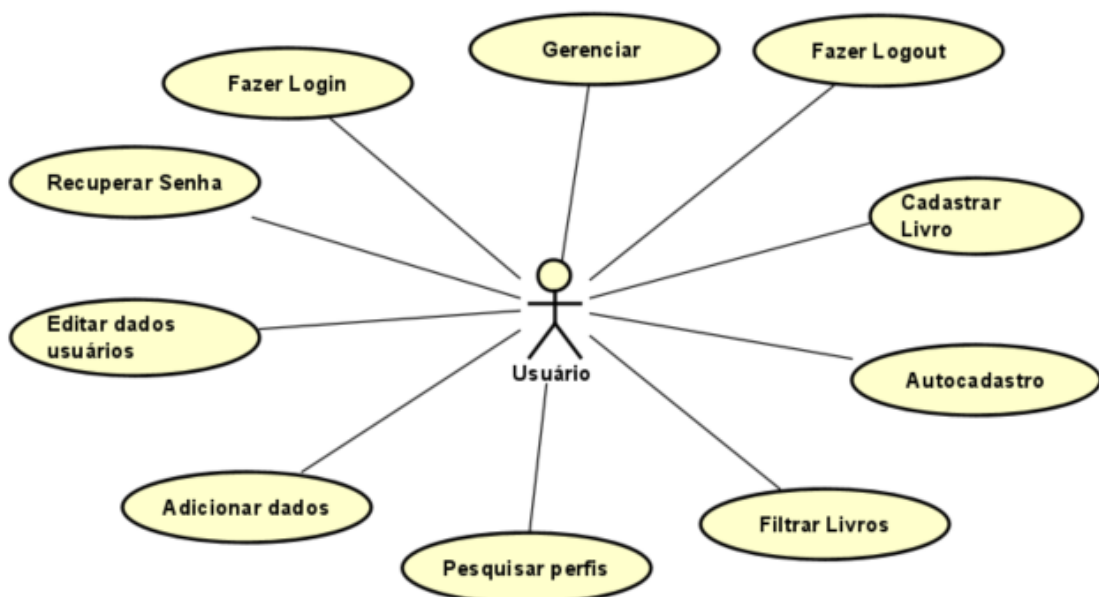 Gerenciar
Fazer Logout
Fazer Login
Recuperar Senha
Cadastrar
Livro
Editar dados
usuários
Usuário
Autocadastro
Adicionar dados
Filtrar Livros
Pesquisar perfis